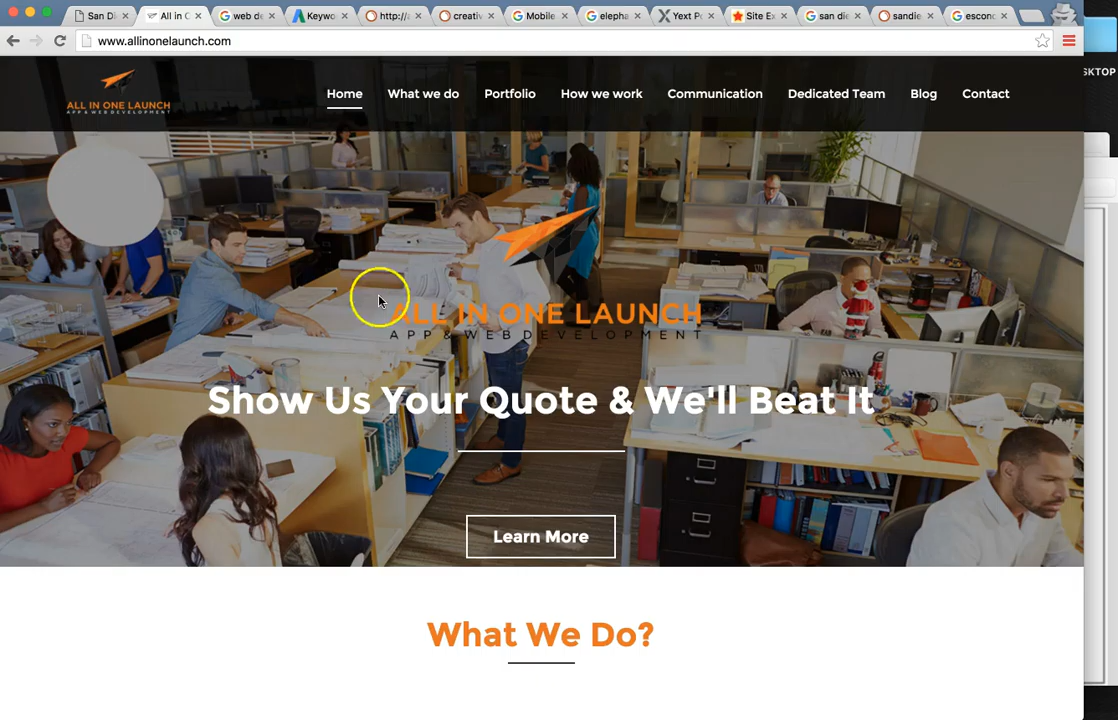 San Di
All in O
web de
Keywo
http://
creativ
Mobile
elepha
Yext Po
Site Ex
san die
sandie
escond
www.allinonelaunch.com
SKTOP
ALL IN ONE LAUNCH
APP & WEB DEVELOPMENT
Home
What we do
Portfolio
How we work
Communication
Dedicated Team
Blog
Contact
ALL IN ONE LAUNCH
APP & WEB DEVELOPMENT
Show Us Your Quote & We'll Beat It
Learn More
What We Do?